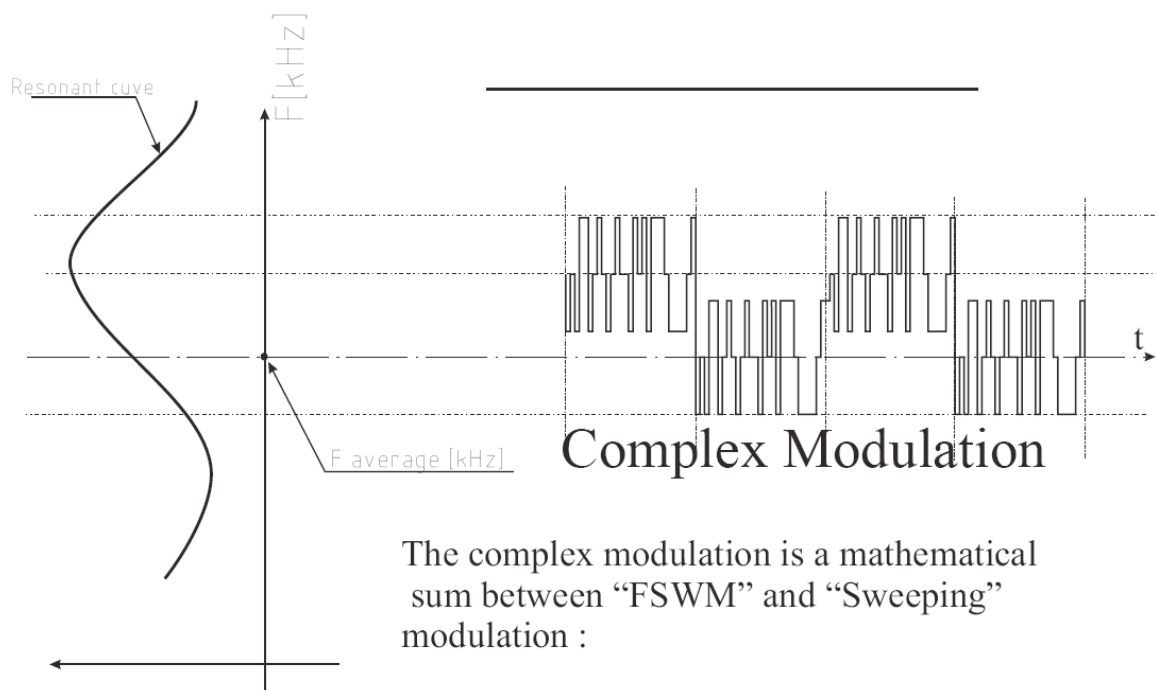 F[kHz]
Resonant cuve
t
F average [kHz]
Complex Modulation
The complex modulation is a mathematical
sum between “FSWM” and “Sweeping”
modulation :